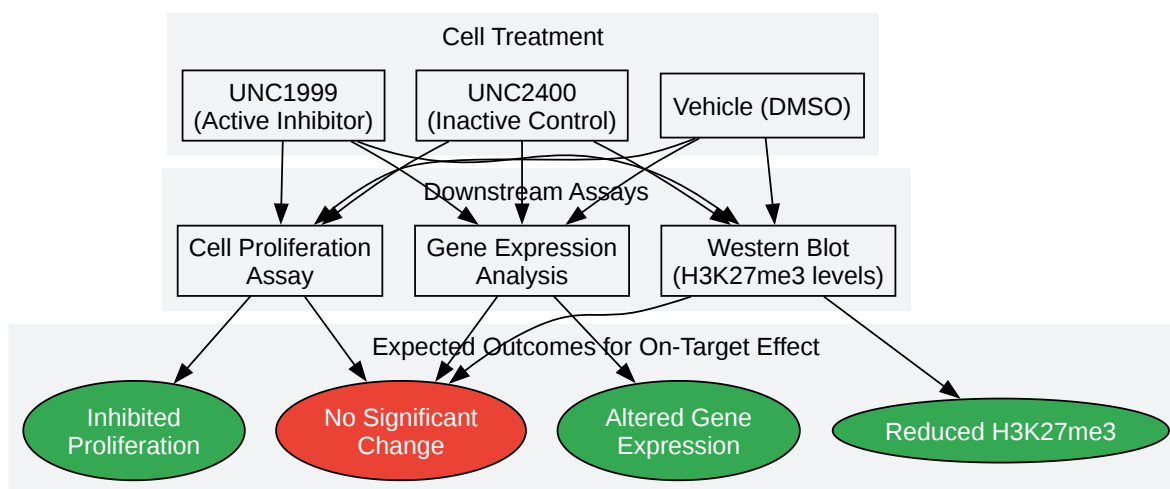 Cell Treatment
UNC1999
(Active Inhibitor)
UNC2400
(Inactive Control)
Vehicle (DMSO)
Downstream Assays
Cell Proliferation
Assay
Gene Expression
Analysis
Western Blot
(H3K27me3 levels)
Expected Outcomes for On-Target Effect
Inhibited
Proliferation
No Significant
Change
Altered Gene
Expression
Reduced H3K27me3